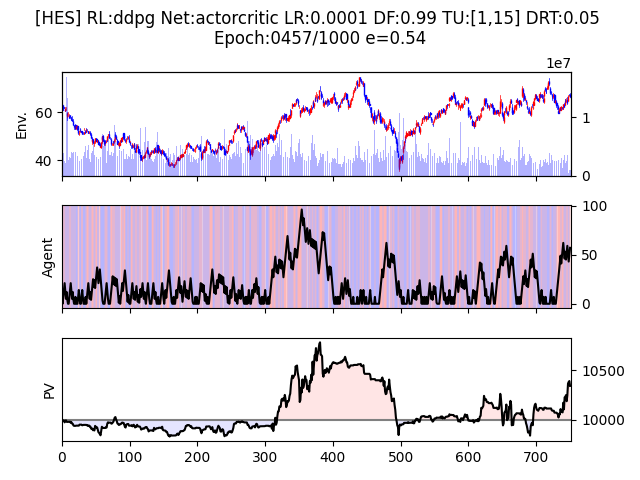 [HES] RL:ddpg Net:actorcritic LR:0.0001 DF:0.99 TU:[1,15] DRT:0.05
Epoch:0457/1000 e=0.54
1e7
Env.
60
40
1
0
Agent
100
50
0
PV
10500
10000
0 100 200 300 400 500 600 700